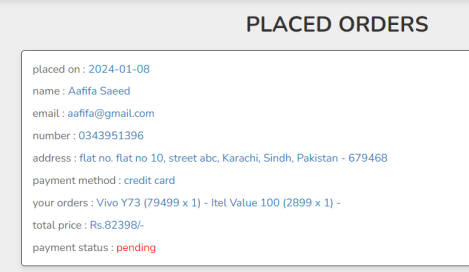 PLACED ORDERS
placed on : 2024-01-08
name : Aafifa Saeed
email : aafifa@gmail.com
number : 0343951396
address : flat no. flat no 10, street abc, Karachi, Sindh, Pakistan - 679468
payment method : credit card
your orders : Vivo Y73 (79499 x 1) - Itel Value 100 (2899 x 1) -
total price : Rs.82398/-
payment status : pending